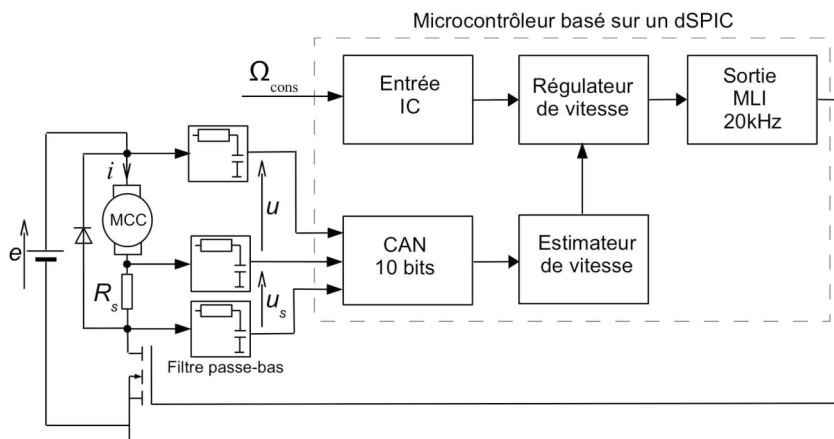 Microcontrôleur basé sur un dSPIC
Ω cons
Entrée
IC
Régulateur
de vitesse
Sortie
MLI
20kHz
i
MCC
e
u
CAN
10 bits
Estimateur
de vitesse
R s
u s
Filtre passe-bas